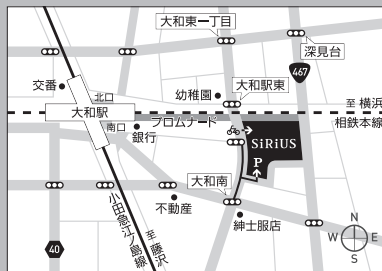 大和東一丁目
深見台
467
交番
北口
幼稚園
大和駅東
至 横浜
大和駅
相鉄本線
南口
銀行
プロムナード
SiRiUS
P
大和南
不動産
紳士服店
小田急江ノ島線
至 藤沢
40
N
W
E
S